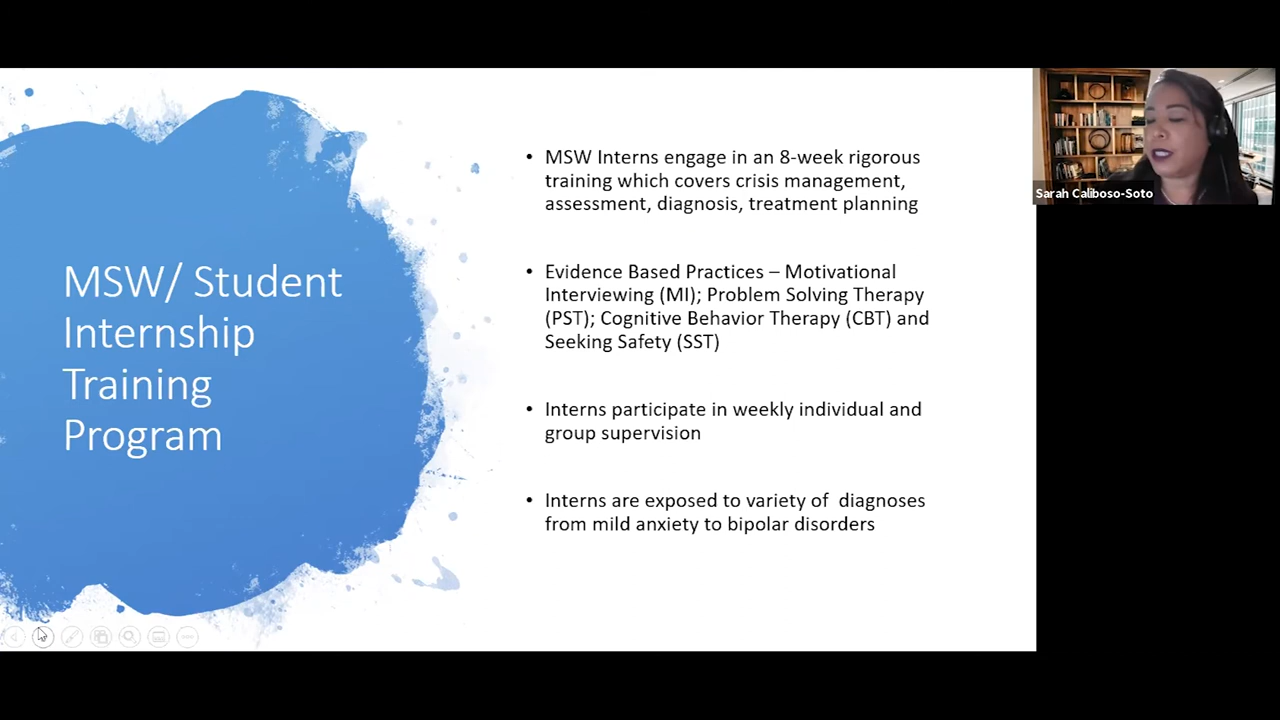 MSW/ Student
Internship
Training
Program
• MSW Interns engage in an 8-week rigorous
training which covers crisis management,
assessment, diagnosis, treatment planning
• Evidence Based Practices – Motivational
Interviewing (MI); Problem Solving Therapy
(PST); Cognitive Behavior Therapy (CBT) and
Seeking Safety (SST)
• Interns participate in weekly individual and
group supervision
• Interns are exposed to variety of  diagnoses
from mild anxiety to bipolar disorders
Sarah Caliboso-Soto